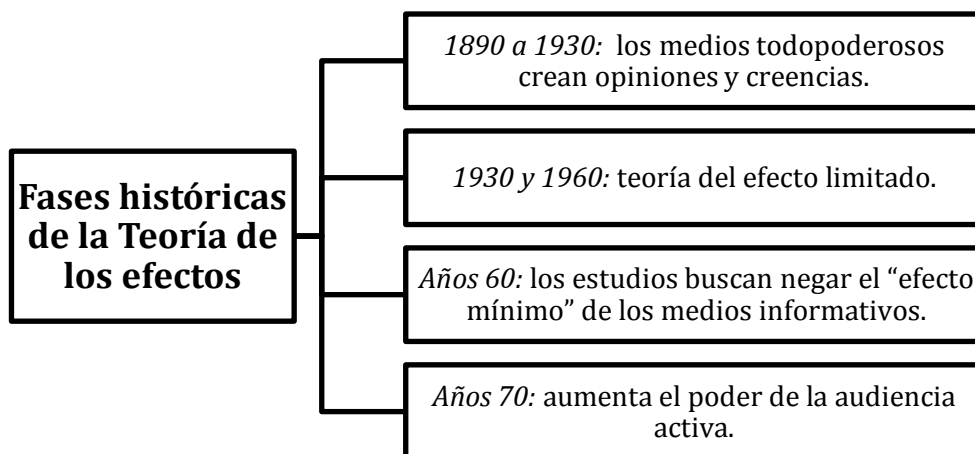 Fases históricas
de la Teoría de
los efectos
1890 a 1930: los medios todopoderosos
crean opiniones y creencias.
1930 y 1960: teoría del efecto limitado.
Años 60: los estudios buscan negar el “efecto
mínimo” de los medios informativos.
Años 70: aumenta el poder de la audiencia
activa.